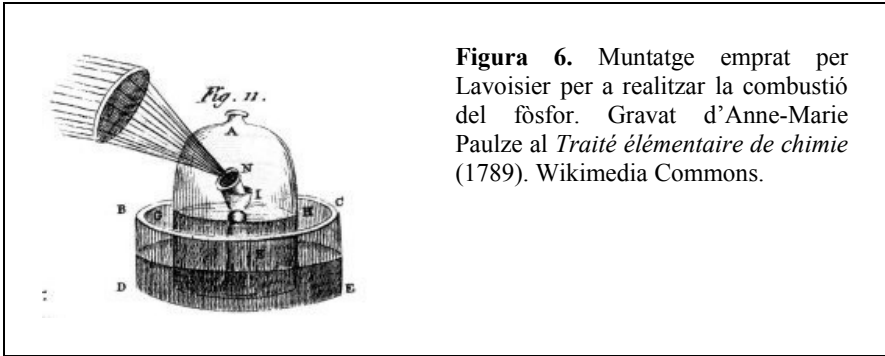 Fig. 11.
A
N
I
B
C
G
H
F
D
E
Figura 6. Muntatge emprat per
Lavoisier per a realitzar la combustió
del fòsfor. Gravat d’Anne-Marie
Paulze al Traité élémentaire de chimie
(1789). Wikimedia Commons.